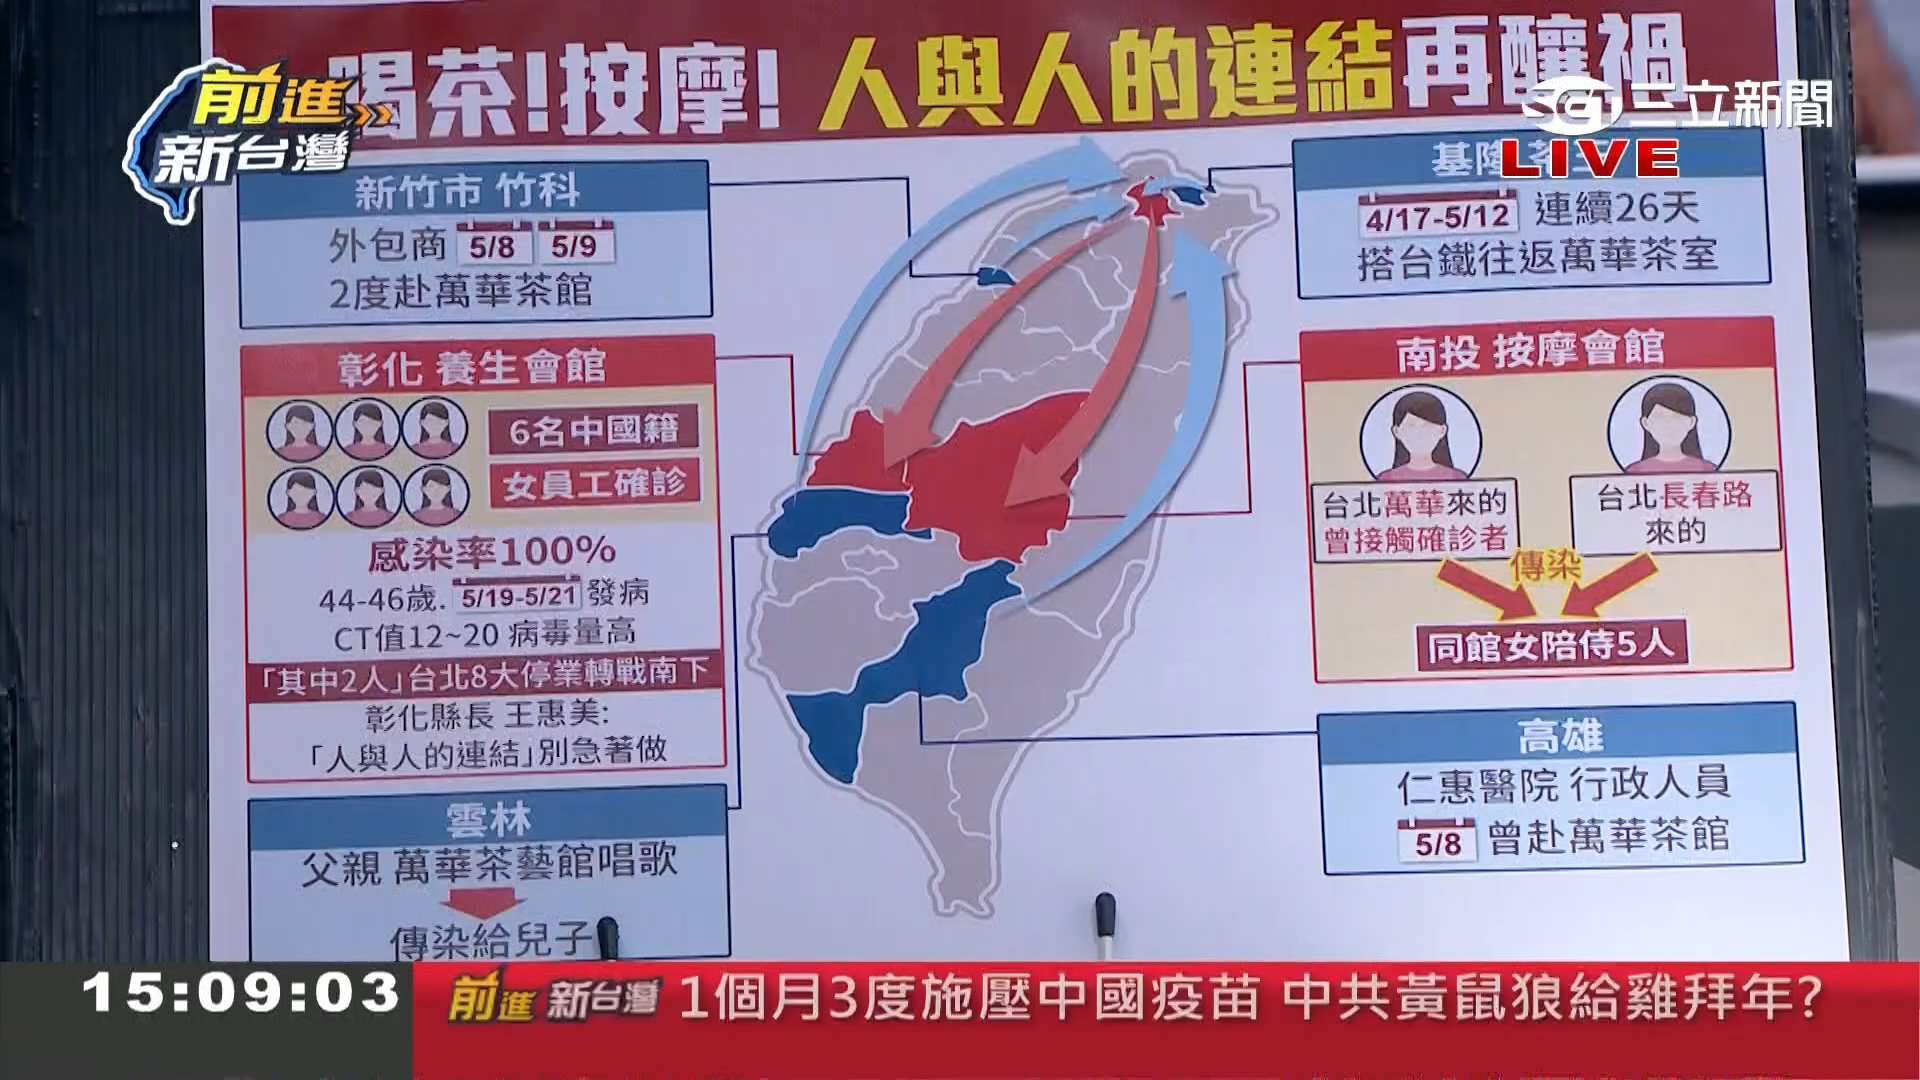 喝茶!按摩!人與人的連結再釀禍
前進
新台灣
三立新聞
LIVE
新竹市 竹科
外包商 5/8 5/9
2度赴萬華茶館
基隆
4/17-5/12 連續26天
搭台鐵往返萬華茶室
彰化 養生會館
6名中國籍
女員工確診
感染率100%
44-46歲. 5/19-5/21 發病
CT值12~20 病毒量高
「其中2人」台北8大停業轉戰南下
彰化縣長 王惠美:
「人與人的連結」別急著做
南投 按摩會館
台北萬華來的
曾接觸確診者
台北長春路
來的
傳染
同館女陪侍5人
雲林
父親 萬華茶藝館唱歌
傳染給兒子
高雄
仁惠醫院 行政人員
5/8 曾赴萬華茶館
15:09:03
前進新台灣 1個月3度施壓中國疫苗 中共黃鼠狼給雞拜年?